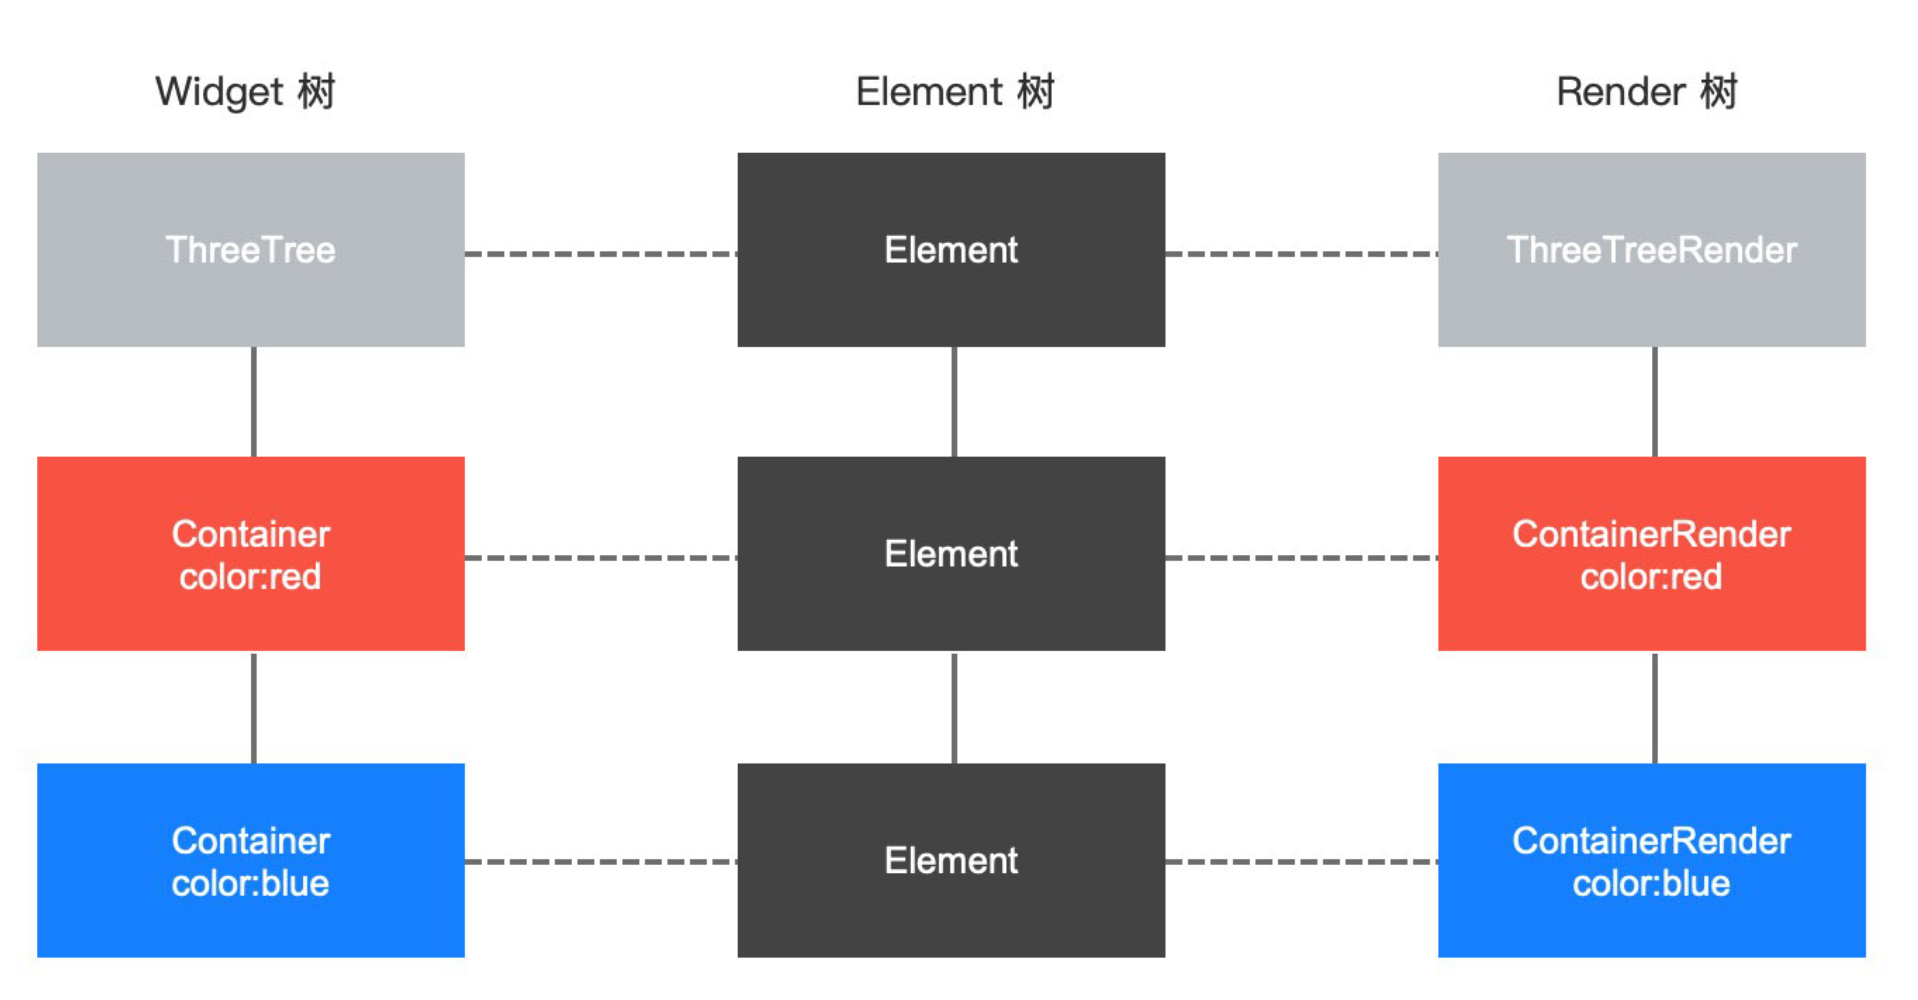 Widget 树
Element 树
Render 树
ThreeTree
Element
ThreeTreeRender
Container
color:red
Element
ContainerRender
color:red
Container
color:blue
Element
ContainerRender
color:blue